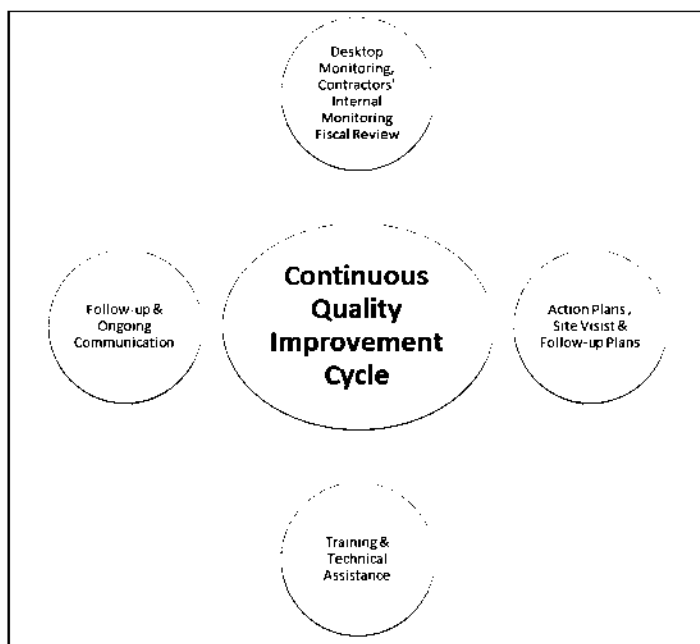 Desktop
Monitoring,
Contractors'
Internal
Monitoring
Fiscal Review
Continuous
Quality
Improvement
Cycle
Follow-up &
Ongoing
Communication
Action Plans ,
Site Visist &
Follow-up Plans
Training &
Technical
Assistance